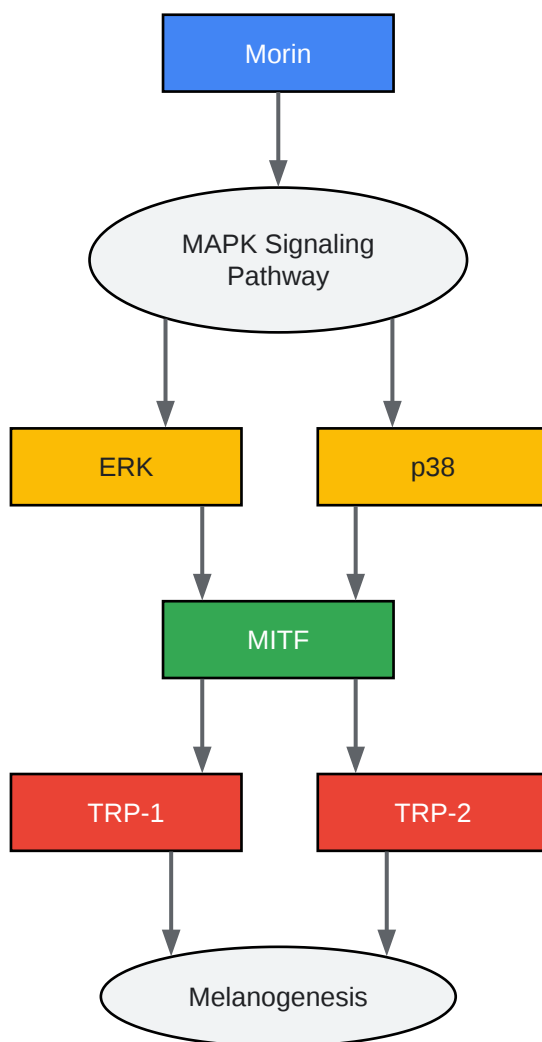 Morin
MAPK Signaling
Pathway
ERK
p38
MITF
TRP-1
TRP-2
Melanogenesis